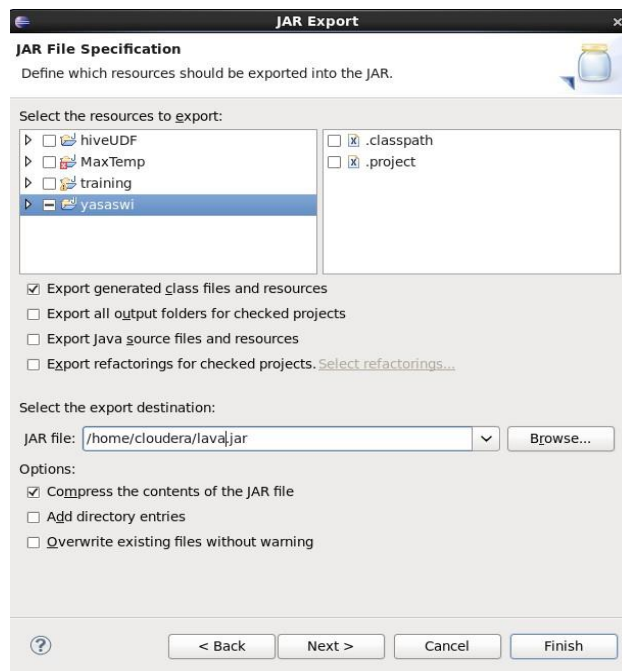 JAR Export
JAR File Specification
Define which resources should be exported into the JAR.
Select the resources to export:
hiveUDF
MaxTemp
training
yasaswi
.classpath
.project
Export generated class files and resources
Export all output folders for checked projects
Export Java source files and resources
Export refactorings for checked projects. Select refactorings...
Select the export destination:
JAR file: /home/cloudera/lava.jar Browse...
Options:
Compress the contents of the JAR file
Add directory entries
Overwrite existing files without warning
? < Back Next > Cancel Finish